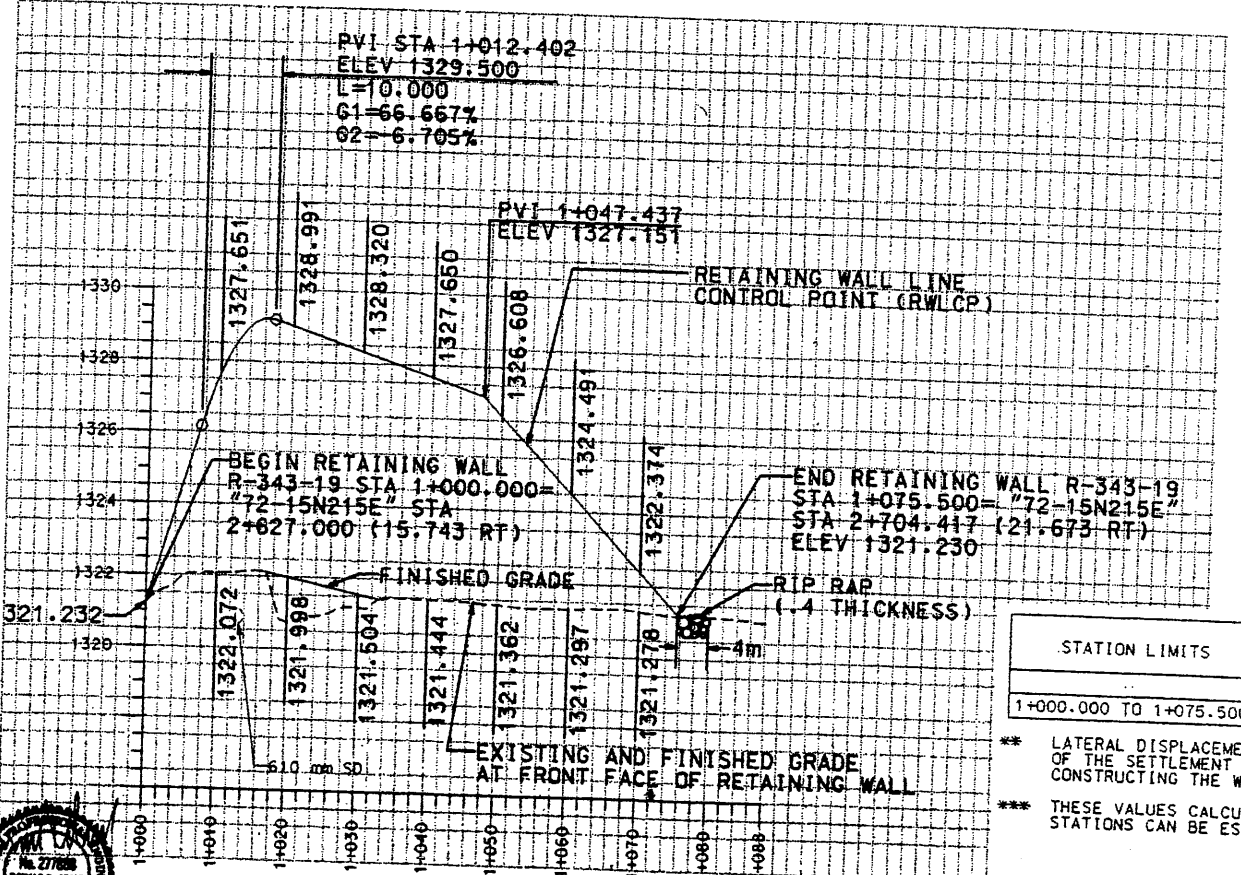 PVI STA 1+012.402
ELEV 1329.500
L=10.000
G1=66.667%
G2=-6.705%
PVI 1+047.437
ELEV 1327.151
1327.651
1328.991
1328.320
1327.650
1326.608
1324.491
1322.374
RETAINING WALL LINE
CONTROL POINT (RWLCP)
1330
1328
1326
1324
1322
1320
BEGIN RETAINING WALL
R-343-19 STA 1+000.000=
"72-15N215E" STA
2+627.000 (15.743 RT)
END RETAINING WALL R-343-19
STA 1+075.500= "72-15N215E"
STA 2+704.417 (21.673 RT)
ELEV 1321.230
FINISHED GRADE
RIP RAP
(.4 THICKNESS)
4m
321.232
1322.072
1321.998
1321.504
1321.444
1321.362
1321.297
1321.278
610 mm SD
EXISTING AND FINISHED GRADE
AT FRONT FACE OF RETAINING WALL
1+000
1+010
1+020
1+030
1+040
1+050
1+060
1+070
1+080
1+088
STATION LIMITS
1+000.000 TO 1+075.500
** LATERAL DISPLACEME
OF THE SETTLEMENT
CONSTRUCTING THE W
*** THESE VALUES CALCU
STATIONS CAN BE ES